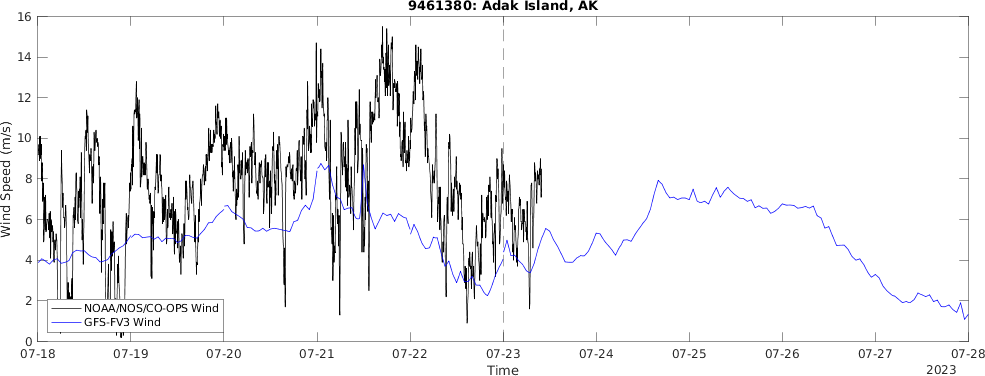 9461380: Adak Island, AK
Wind Speed (m/s)
16
14
12
10
8
6
4
2
0
NOAA/NOS/CO-OPS Wind
GFS-FV3 Wind
07-18 07-19 07-20 07-21 07-22 07-23 07-24 07-25 07-26 07-27 07-28
Time
2023